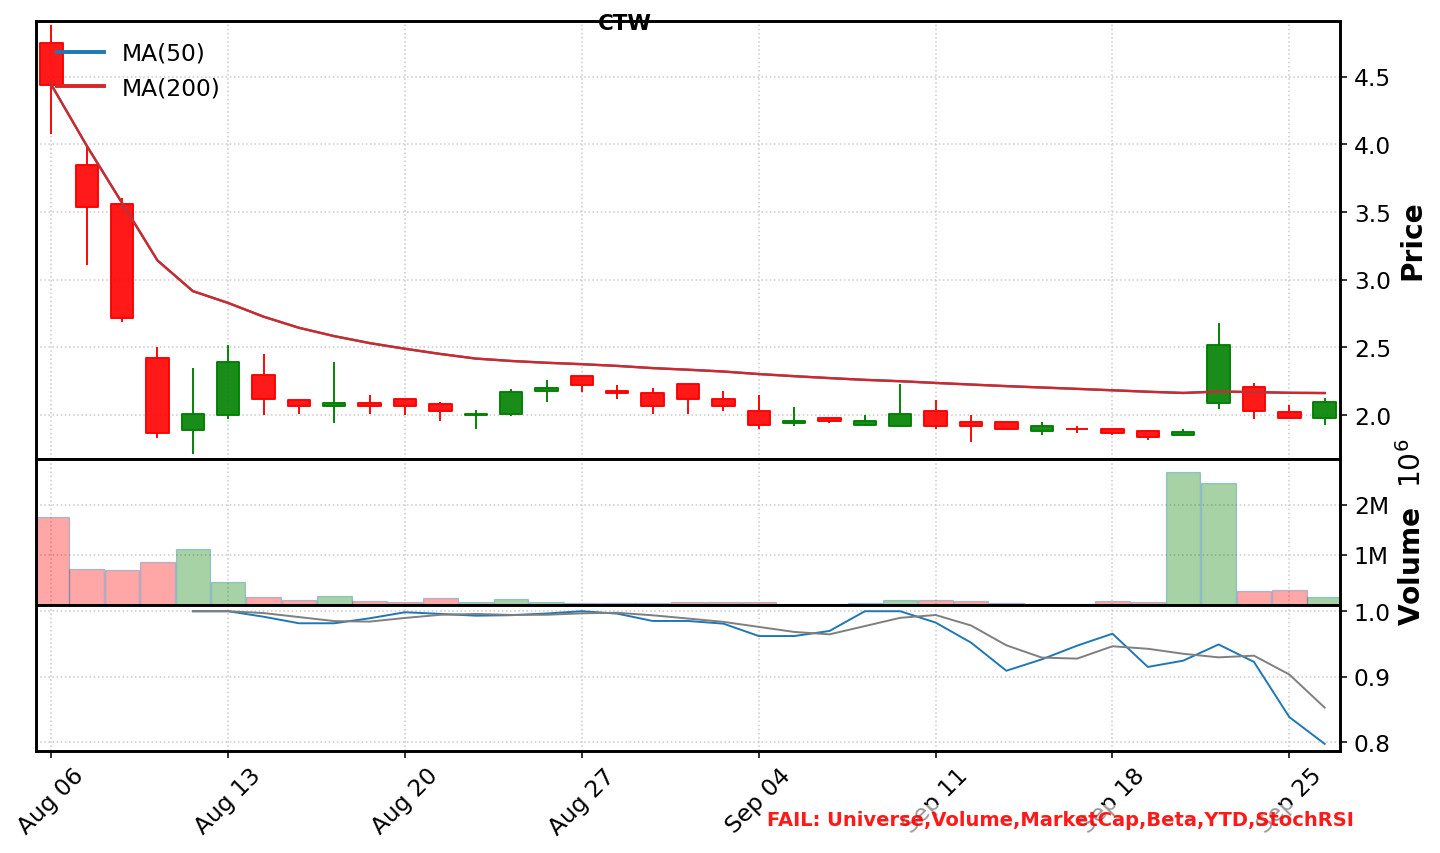 CTW
MA(50)
MA(200)
4.5
4.0
3.5
3.0
2.5
2.0
Price
2M
1M
Volume 10^6
1.0
0.9
0.8
Aug 06
Aug 13
Aug 20
Aug 27
Sep 04
Sep 11
Sep 18
Sep 25
FAIL: Universe,Volume,MarketCap,Beta,YTD,StochRSI